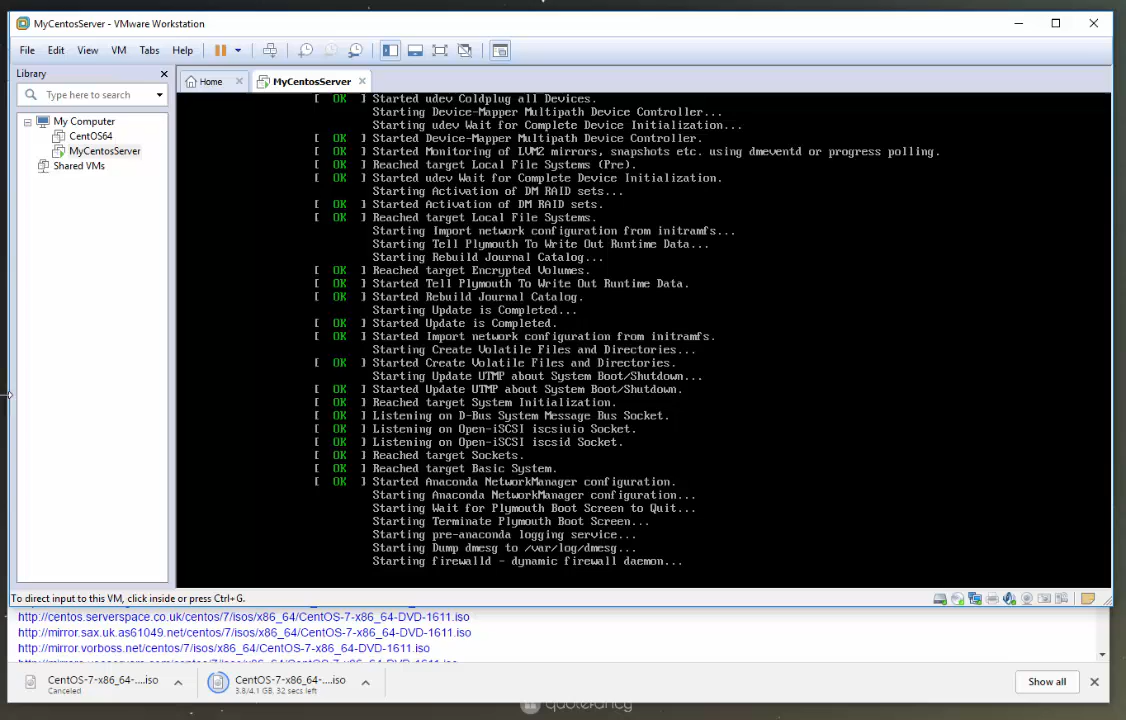 MyCentosServer - VMware Workstation
File Edit View VM Tabs Help
Library
Type here to search
My Computer
CentOS64
MyCentosServer
Shared VMs
Home
MyCentosServer
[ OK ] Started udev Coldplug all Devices.
Starting Device-Mapper Multipath Device Controller...
Starting udev Wait for Complete Device Initialization...
[ OK ] Started Device-Mapper Multipath Device Controller.
[ OK ] Started Monitoring of LVM2 mirrors, snapshots etc. using dmeventd or progress polling.
[ OK ] Reached target Local File Systems (Pre).
[ OK ] Started udev Wait for Complete Device Initialization.
Starting Activation of DM RAID sets...
[ OK ] Started Activation of DM RAID sets.
[ OK ] Reached target Local File Systems.
Starting Import network configuration from initramfs...
Starting Tell Plymouth To Write Out Runtime Data...
Starting Rebuild Journal Catalog...
[ OK ] Reached target Encrypted Volumes.
[ OK ] Started Tell Plymouth To Write Out Runtime Data.
[ OK ] Started Rebuild Journal Catalog.
Starting Update is Completed...
[ OK ] Started Update is Completed.
[ OK ] Started Import network configuration from initramfs.
Starting Create Volatile Files and Directories...
[ OK ] Started Create Volatile Files and Directories.
Starting Update UTMP about System Boot/Shutdown...
[ OK ] Started Update UTMP about System Boot/Shutdown.
[ OK ] Reached target System Initialization.
[ OK ] Listening on D-Bus System Message Bus Socket.
[ OK ] Listening on Open-iSCSI iscsiuio Socket.
[ OK ] Listening on Open-iSCSI iscsid Socket.
[ OK ] Reached target Sockets.
[ OK ] Reached target Basic System.
[ OK ] Started Anaconda NetworkManager configuration.
Starting Anaconda NetworkManager configuration...
Starting Wait for Plymouth Boot Screen to Quit...
Starting Terminate Plymouth Boot Screen...
Starting pre-anaconda logging service...
Starting Dump dmesg to /var/log/dmesg...
Starting firewalld - dynamic firewall daemon...
To direct input to this VM, click inside or press Ctrl+G.
http://centos.serverspace.co.uk/centos/7/isos/x86_64/CentOS-7-x86_64-DVD-1611.iso
http://mirror.sax.uk.as61049.net/centos/7/isos/x86_64/CentOS-7-x86_64-DVD-1611.iso
http://mirror.vorboss.net/centos/7/isos/x86_64/CentOS-7-x86_64-DVD-1611.iso
CentOS-7-x86_64-....iso
Canceled
CentOS-7-x86_64-....iso
3.8/4.1 GB, 32 secs left
Show all
quotefancy